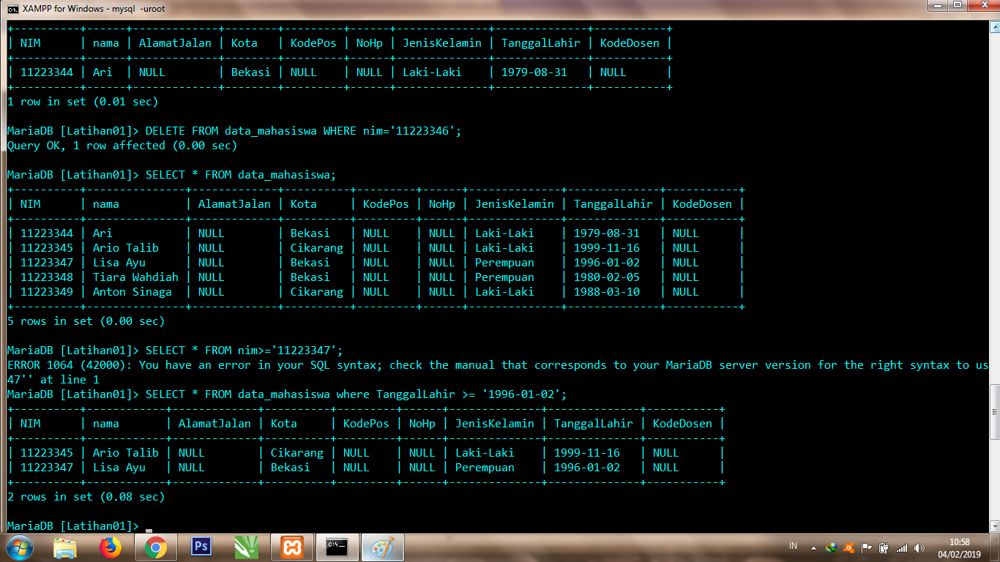 XAMPP for Windows - mysql  -uroot
+----------+------+-------------+--------+---------+------+--------------+--------------+-----------+
| NIM      | nama | AlamatJalan | Kota   | KodePos | NoHp | JenisKelamin | TanggalLahir | KodeDosen |
+----------+------+-------------+--------+---------+------+--------------+--------------+-----------+
| 11223344 | Ari  | NULL        | Bekasi | NULL    | NULL | Laki-Laki    | 1979-08-31   | NULL      |
+----------+------+-------------+--------+---------+------+--------------+--------------+-----------+
1 row in set (0.01 sec)
MariaDB [Latihan01]> DELETE FROM data_mahasiswa WHERE nim='11223346';
Query OK, 1 row affected (0.00 sec)
MariaDB [Latihan01]> SELECT * FROM data_mahasiswa;
+----------+----------------+-------------+----------+---------+------+--------------+--------------+-----------+
| NIM      | nama           | AlamatJalan | Kota     | KodePos | NoHp | JenisKelamin | TanggalLahir | KodeDosen |
+----------+----------------+-------------+----------+---------+------+--------------+--------------+-----------+
| 11223344 | Ari            | NULL        | Bekasi   | NULL    | NULL | Laki-Laki    | 1979-08-31   | NULL      |
| 11223345 | Ario Talib     | NULL        | Cikarang | NULL    | NULL | Laki-Laki    | 1999-11-16   | NULL      |
| 11223347 | Lisa Ayu       | NULL        | Bekasi   | NULL    | NULL | Perempuan    | 1996-01-02   | NULL      |
| 11223348 | Tiara Wahdiah  | NULL        | Bekasi   | NULL    | NULL | Perempuan    | 1980-02-05   | NULL      |
| 11223349 | Anton Sinaga   | NULL        | Cikarang | NULL    | NULL | Laki-Laki    | 1988-03-10   | NULL      |
+----------+----------------+-------------+----------+---------+------+--------------+--------------+-----------+
5 rows in set (0.00 sec)
MariaDB [Latihan01]> SELECT * FROM nim>='11223347';
ERROR 1064 (42000): You have an error in your SQL syntax; check the manual that corresponds to your MariaDB server version for the right syntax to us
47'' at line 1
MariaDB [Latihan01]> SELECT * FROM data_mahasiswa where TanggalLahir >= '1996-01-02';
+----------+------------+-------------+----------+---------+------+--------------+--------------+-----------+
| NIM      | nama       | AlamatJalan | Kota     | KodePos | NoHp | JenisKelamin | TanggalLahir | KodeDosen |
+----------+------------+-------------+----------+---------+------+--------------+--------------+-----------+
| 11223345 | Ario Talib | NULL        | Cikarang | NULL    | NULL | Laki-Laki    | 1999-11-16   | NULL      |
| 11223347 | Lisa Ayu   | NULL        | Bekasi   | NULL    | NULL | Perempuan    | 1996-01-02   | NULL      |
+----------+------------+-------------+----------+---------+------+--------------+--------------+-----------+
2 rows in set (0.08 sec)
MariaDB [Latihan01]> _
Ps
IN
10:58
04/02/2019